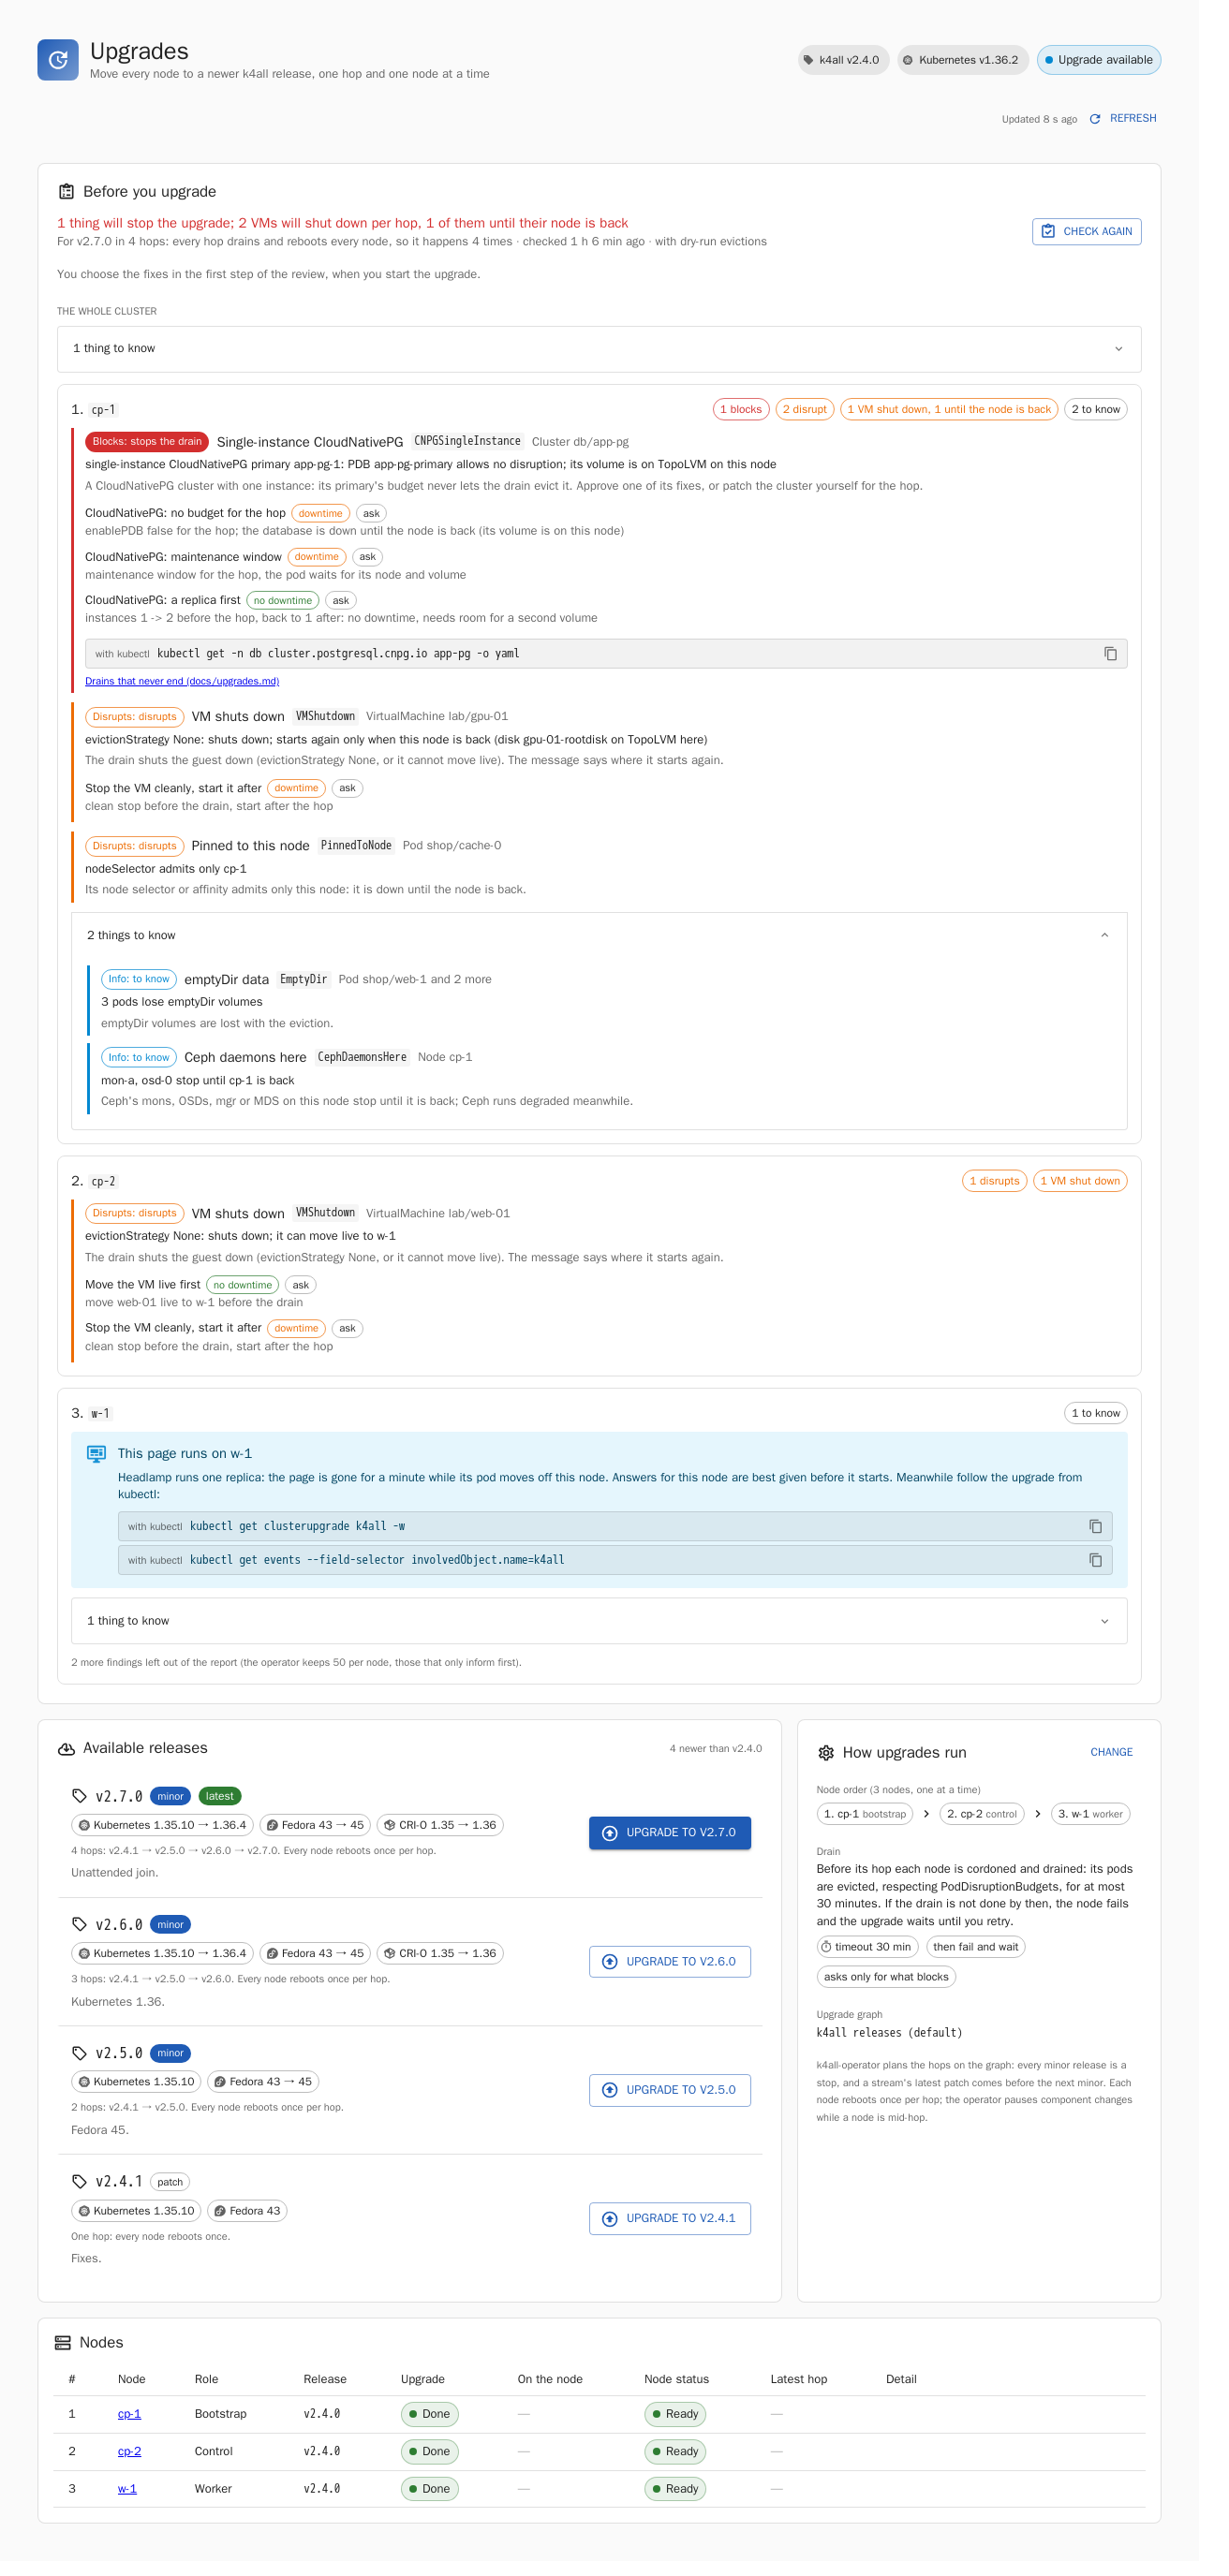 Upgrades
Move every node to a newer k4all release, one hop and one node at a time
k4all v2.4.0
Kubernetes v1.36.2
Upgrade available
Updated 8 s ago
REFRESH
Before you upgrade
1 thing will stop the upgrade; 2 VMs will shut down per hop, 1 of them until their node is back
For v2.7.0 in 4 hops: every hop drains and reboots every node, so it happens 4 times · checked 1 h 6 min ago · with dry-run evictions
CHECK AGAIN
You choose the fixes in the first step of the review, when you start the upgrade.
THE WHOLE CLUSTER
1 thing to know
1. cp-1
1 blocks
2 disrupt
1 VM shut down, 1 until the node is back
2 to know
Blocks: stops the drain Single-instance CloudNativePG CNPGSingleInstance Cluster db/app-pg
single-instance CloudNativePG primary app-pg-1: PDB app-pg-primary allows no disruption; its volume is on TopoLVM on this node
A CloudNativePG cluster with one instance: its primary's budget never lets the drain evict it. Approve one of its fixes, or patch the cluster yourself for the hop.
CloudNativePG: no budget for the hop downtime ask
enablePDB false for the hop; the database is down until the node is back (its volume is on this node)
CloudNativePG: maintenance window downtime ask
maintenance window for the hop, the pod waits for its node and volume
CloudNativePG: a replica first no downtime ask
instances 1 -> 2 before the hop, back to 1 after: no downtime, needs room for a second volume
with kubectl kubectl get -n db cluster.postgresql.cnpg.io app-pg -o yaml
Drains that never end (docs/upgrades.md)
Disrupts: disrupts VM shuts down VMShutdown VirtualMachine lab/gpu-01
evictionStrategy None: shuts down; starts again only when this node is back (disk gpu-01-rootdisk on TopoLVM here)
The drain shuts the guest down (evictionStrategy None, or it cannot move live). The message says where it starts again.
Stop the VM cleanly, start it after downtime ask
clean stop before the drain, start after the hop
Disrupts: disrupts Pinned to this node PinnedToNode Pod shop/cache-0
nodeSelector admits only cp-1
Its node selector or affinity admits only this node: it is down until the node is back.
2 things to know
Info: to know emptyDir data EmptyDir Pod shop/web-1 and 2 more
3 pods lose emptyDir volumes
emptyDir volumes are lost with the eviction.
Info: to know Ceph daemons here CephDaemonsHere Node cp-1
mon-a, osd-0 stop until cp-1 is back
Ceph's mons, OSDs, mgr or MDS on this node stop until it is back; Ceph runs degraded meanwhile.
2. cp-2
1 disrupts
1 VM shut down
Disrupts: disrupts VM shuts down VMShutdown VirtualMachine lab/web-01
evictionStrategy None: shuts down; it can move live to w-1
The drain shuts the guest down (evictionStrategy None, or it cannot move live). The message says where it starts again.
Move the VM live first no downtime ask
move web-01 live to w-1 before the drain
Stop the VM cleanly, start it after downtime ask
clean stop before the drain, start after the hop
3. w-1
1 to know
This page runs on w-1
Headlamp runs one replica: the page is gone for a minute while its pod moves off this node. Answers for this node are best given before it starts. Meanwhile follow the upgrade from
kubectl:
with kubectl kubectl get clusterupgrade k4all -w
with kubectl kubectl get events --field-selector involvedObject.name=k4all
1 thing to know
2 more findings left out of the report (the operator keeps 50 per node, those that only inform first).
Available releases
4 newer than v2.4.0
v2.7.0 minor latest
Kubernetes 1.35.10 → 1.36.4 Fedora 43 → 45 CRI-O 1.35 → 1.36
4 hops: v2.4.1 → v2.5.0 → v2.6.0 → v2.7.0. Every node reboots once per hop.
Unattended join.
UPGRADE TO V2.7.0
v2.6.0 minor
Kubernetes 1.35.10 → 1.36.4 Fedora 43 → 45 CRI-O 1.35 → 1.36
3 hops: v2.4.1 → v2.5.0 → v2.6.0. Every node reboots once per hop.
Kubernetes 1.36.
UPGRADE TO V2.6.0
v2.5.0 minor
Kubernetes 1.35.10 Fedora 43 → 45
2 hops: v2.4.1 → v2.5.0. Every node reboots once per hop.
Fedora 45.
UPGRADE TO V2.5.0
v2.4.1 patch
Kubernetes 1.35.10 Fedora 43
One hop: every node reboots once.
Fixes.
UPGRADE TO V2.4.1
How upgrades run
CHANGE
Node order (3 nodes, one at a time)
1. cp-1 bootstrap > 2. cp-2 control > 3. w-1 worker
Drain
Before its hop each node is cordoned and drained: its pods
are evicted, respecting PodDisruptionBudgets, for at most
30 minutes. If the drain is not done by then, the node fails
and the upgrade waits until you retry.
timeout 30 min then fail and wait
asks only for what blocks
Upgrade graph
k4all releases (default)
k4all-operator plans the hops on the graph: every minor release is a
stop, and a stream's latest patch comes before the next minor. Each
node reboots once per hop; the operator pauses component changes
while a node is mid-hop.
Nodes
# Node Role Release Upgrade On the node Node status Latest hop Detail
1 cp-1 Bootstrap v2.4.0 Done — Ready —
2 cp-2 Control v2.4.0 Done — Ready —
3 w-1 Worker v2.4.0 Done — Ready —